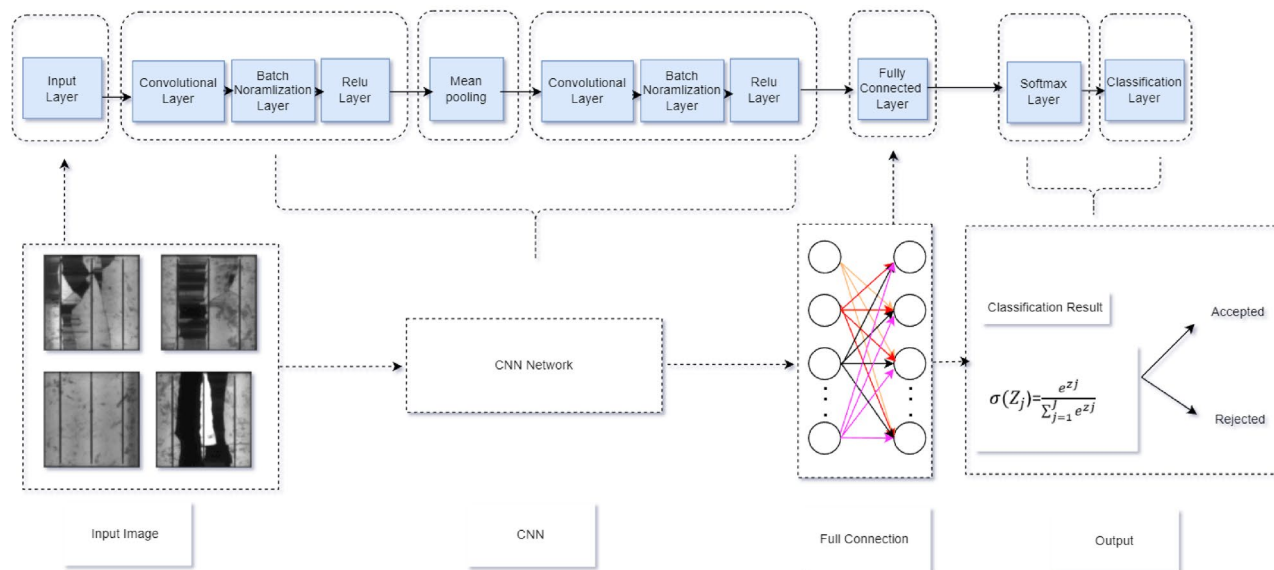 Input
Layer
Convolutional
Layer
Batch
Noramlization
Layer
Relu
Layer
Mean
pooling
Convolutional
Layer
Batch
Noramlization
Layer
Relu
Layer
Fully
Connected
Layer
Softmax
Layer
Classification
Layer
CNN Network
Classification Result
σ(Z_j)=e^{zj}/∑_{j=1}^{J} e^{zj}
Accepted
Rejected
Input Image
CNN
Full Connection
Output